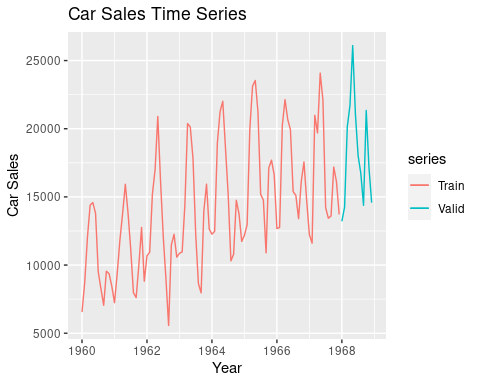 Car Sales Time Series
25000
20000
15000
10000
5000
Car Sales
1960
1962
1964
1966
1968
Year
series
Train
Valid